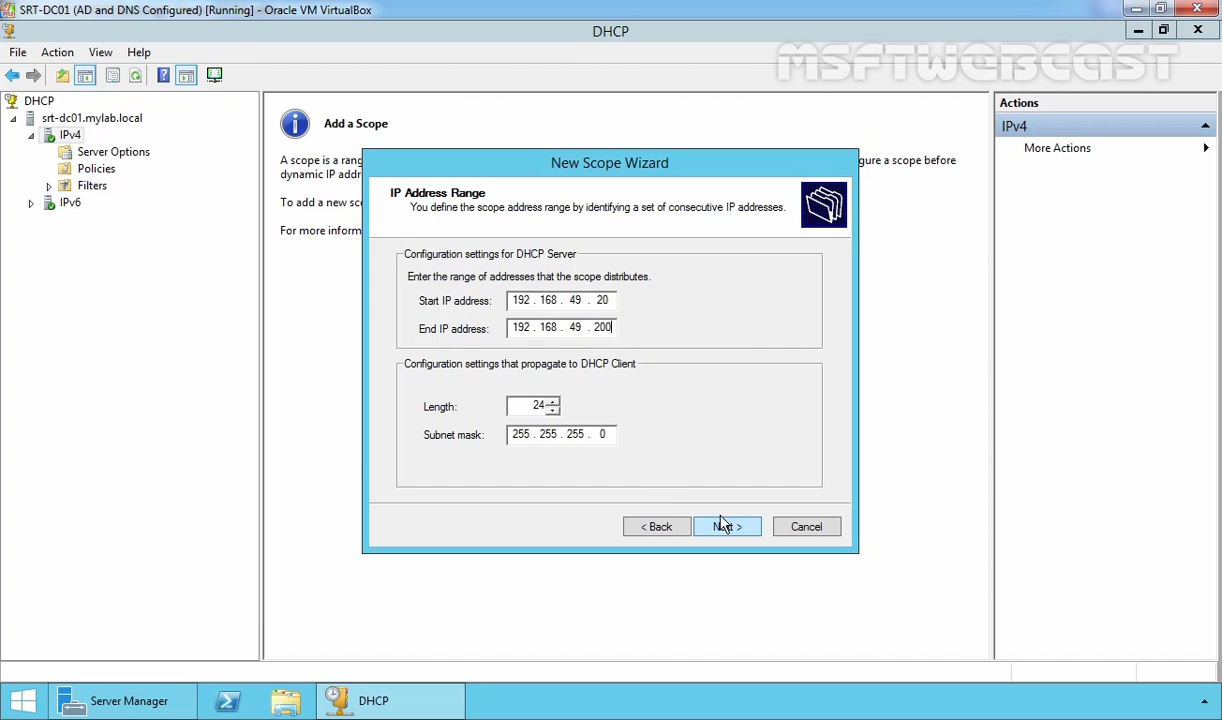 SRT-DC01 (AD and DNS Configured) [Running] - Oracle VM VirtualBox
DHCP
File Action View Help
MSFTWEBCAST
DHCP
srt-dc01.mylab.local
IPv4
Server Options
Policies
Filters
IPv6
Add a Scope
A scope is a rang
gure a scope before
dynamic IP addr
To add a new sco
For more inform
New Scope Wizard
IP Address Range
You define the scope address range by identifying a set of consecutive IP addresses.
Configuration settings for DHCP Server
Enter the range of addresses that the scope distributes.
Start IP address: 192 . 168 . 49 . 20
End IP address: 192 . 168 . 49 . 200
Configuration settings that propagate to DHCP Client
Length: 24
Subnet mask: 255 . 255 . 255 . 0
< Back Next > Cancel
Actions
IPv4
More Actions
Server Manager
DHCP